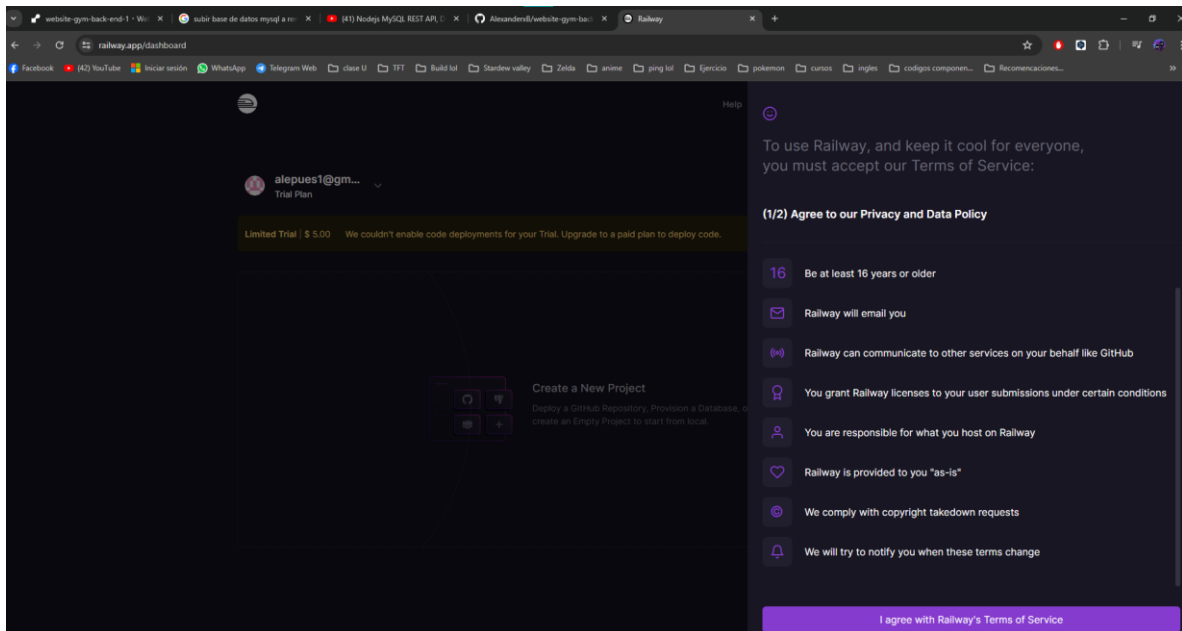 website-gym-back-end-1 • We
subir base de datos mysql a re
(41) Nodejs MySQL REST API, D
AlexandervB/website-gym-bac
Railway
railway.app/dashboard
Facebook
(42) YouTube
Iniciar sesión
WhatsApp
Telegram Web
clase U
TFT
Build lol
Stardew valley
Zelda
anime
ping lol
Ejercicio
pokemon
cursos
ingles
codigos componen...
Recomencaciones...
Help
alepues1@gm...
Trial Plan
Limited Trial | $ 5.00 We couldn't enable code deployments for your Trial. Upgrade to a paid plan to deploy code.
Create a New Project
Deploy a GitHub Repository, Provision a Database, o
create an Empty Project to start from local.
To use Railway, and keep it cool for everyone,
you must accept our Terms of Service:
(1/2) Agree to our Privacy and Data Policy
16 Be at least 16 years or older
Railway will email you
Railway can communicate to other services on your behalf like GitHub
You grant Railway licenses to your user submissions under certain conditions
You are responsible for what you host on Railway
Railway is provided to you "as-is"
We comply with copyright takedown requests
We will try to notify you when these terms change
I agree with Railway's Terms of Service